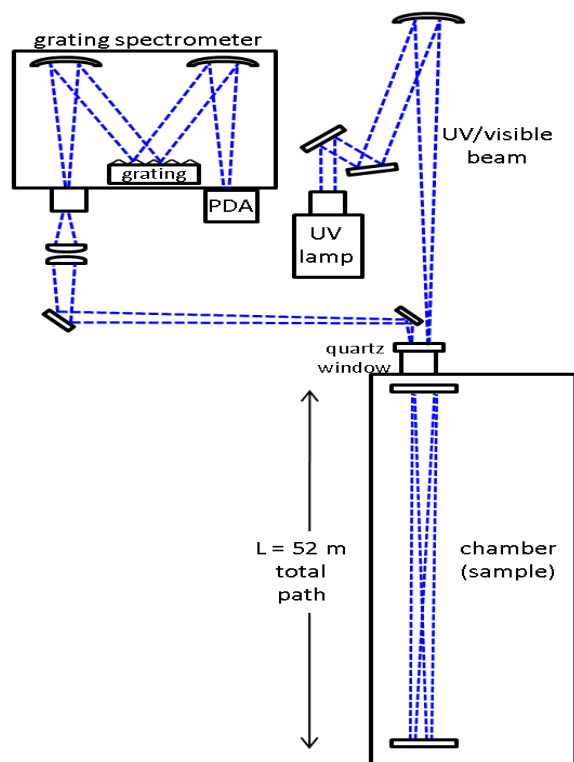 grating spectrometer
grating
PDA
UV
lamp
UV/visible
beam
quartz
window
L = 52 m
total
path
chamber
(sample)